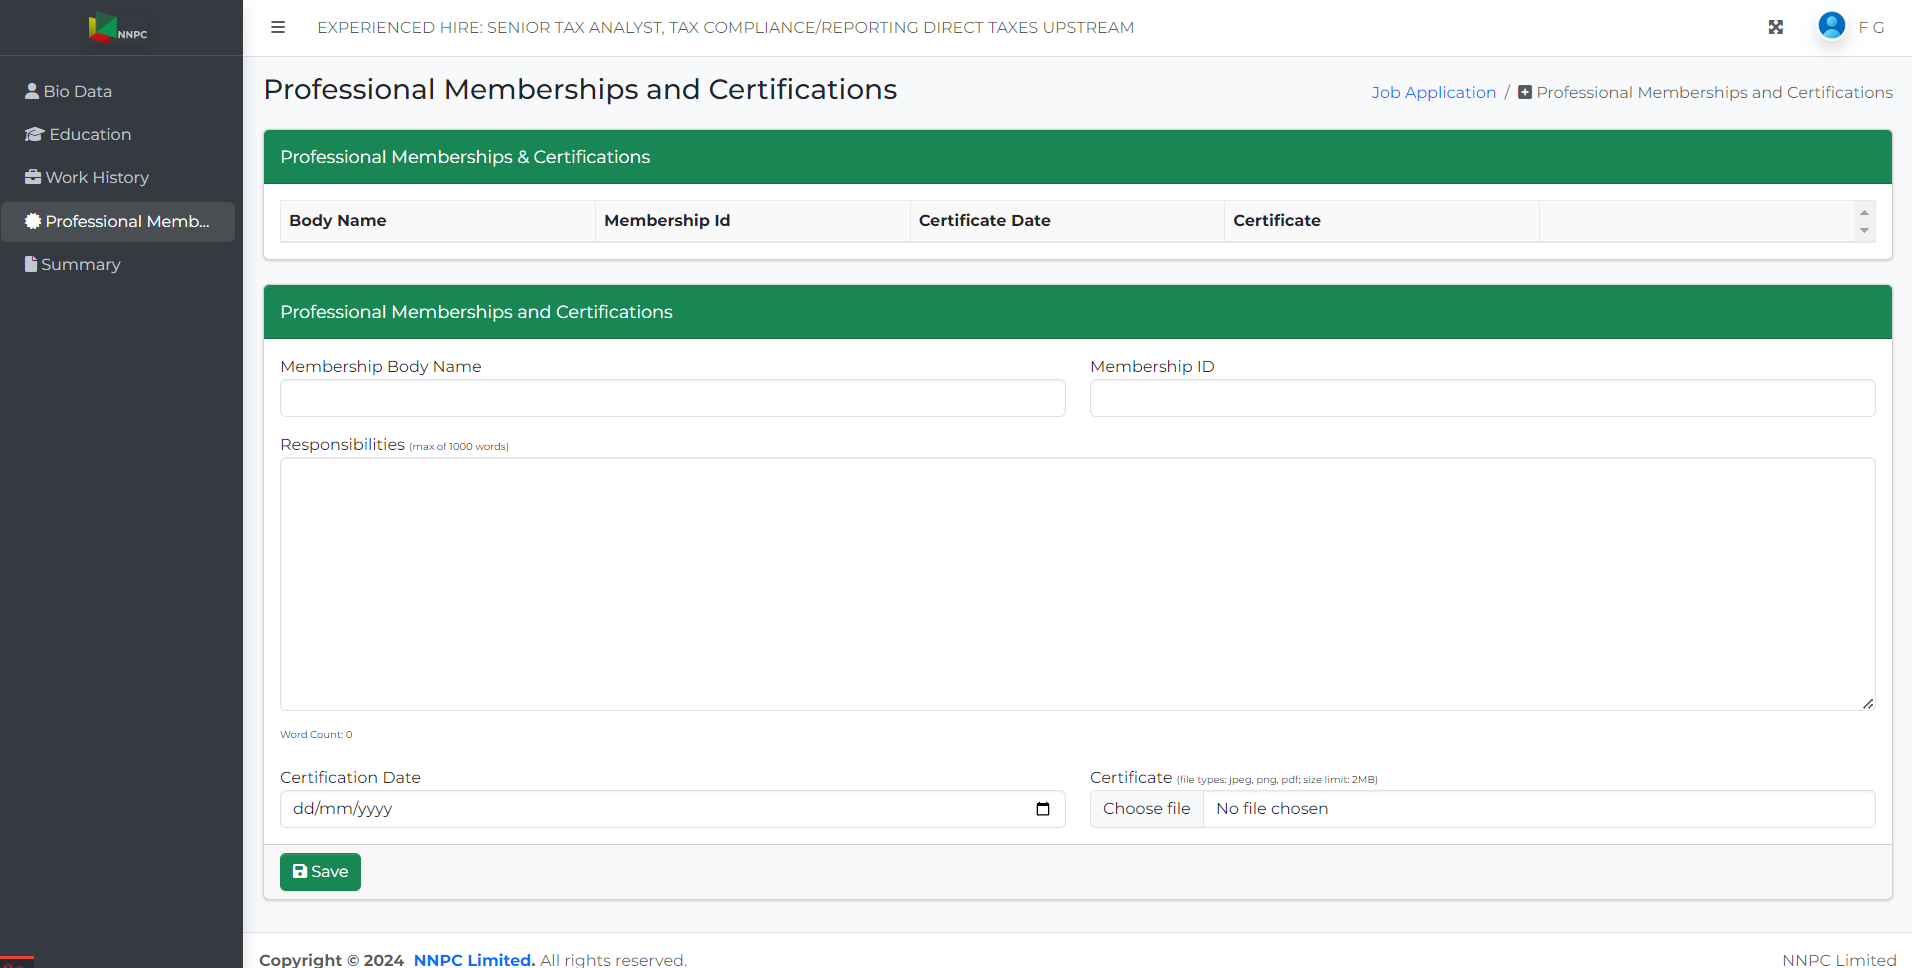 NNPC
EXPERIENCED HIRE: SENIOR TAX ANALYST, TAX COMPLIANCE/REPORTING DIRECT TAXES UPSTREAM
F G
Bio Data
Education
Work History
Professional Memb...
Summary
Professional Memberships and Certifications
Job Application / Professional Memberships and Certifications
Professional Memberships & Certifications
Body Name Membership Id Certificate Date Certificate
Professional Memberships and Certifications
Membership Body Name Membership ID
Responsibilities (max of 1000 words)
Word Count: 0
Certification Date Certificate (file types: jpeg, png, pdf; size limit: 2MB)
dd/mm/yyyy Choose file No file chosen
Save
Copyright © 2024 NNPC Limited. All rights reserved. NNPC Limited